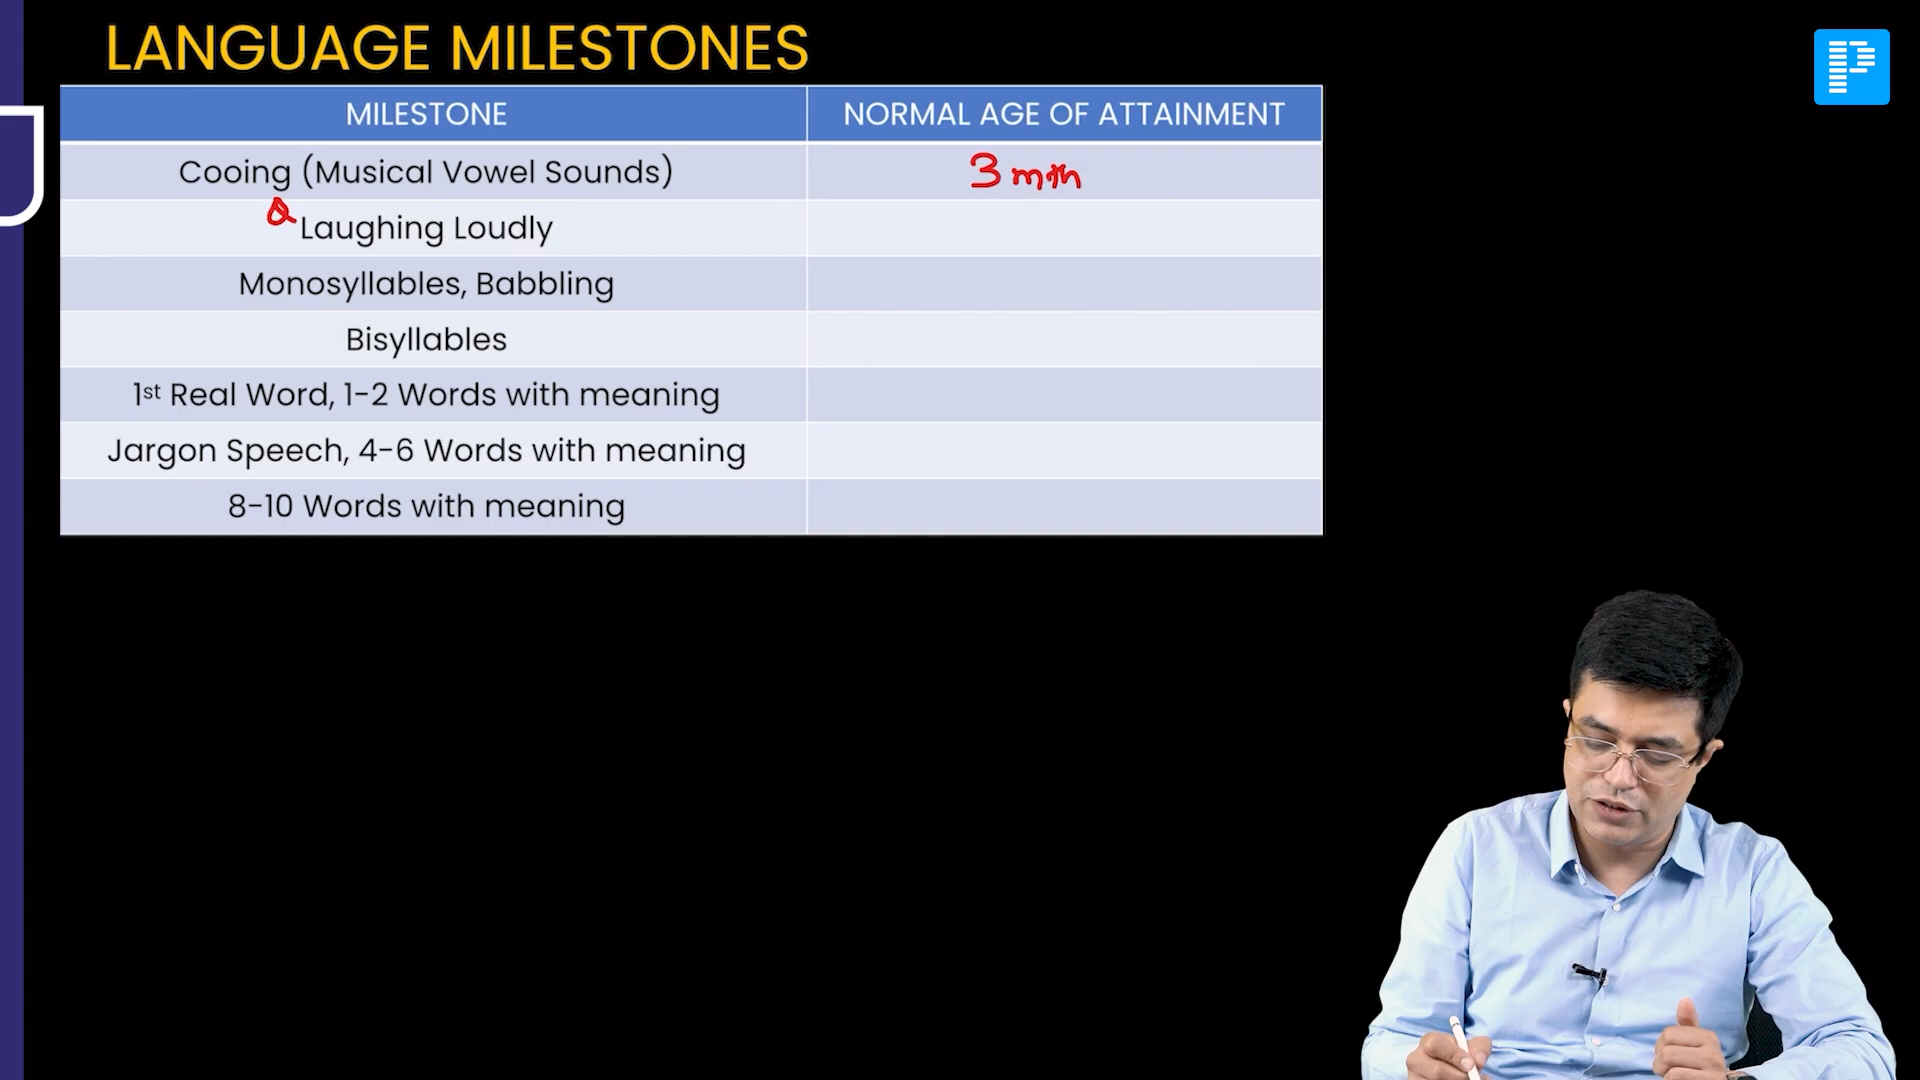 LANGUAGE MILESTONES
MILESTONE NORMAL AGE OF ATTAINMENT
Cooing (Musical Vowel Sounds) 3 mth
Laughing Loudly
Monosyllables, Babbling
Bisyllables
1st Real Word, 1-2 Words with meaning
Jargon Speech, 4-6 Words with meaning
8-10 Words with meaning